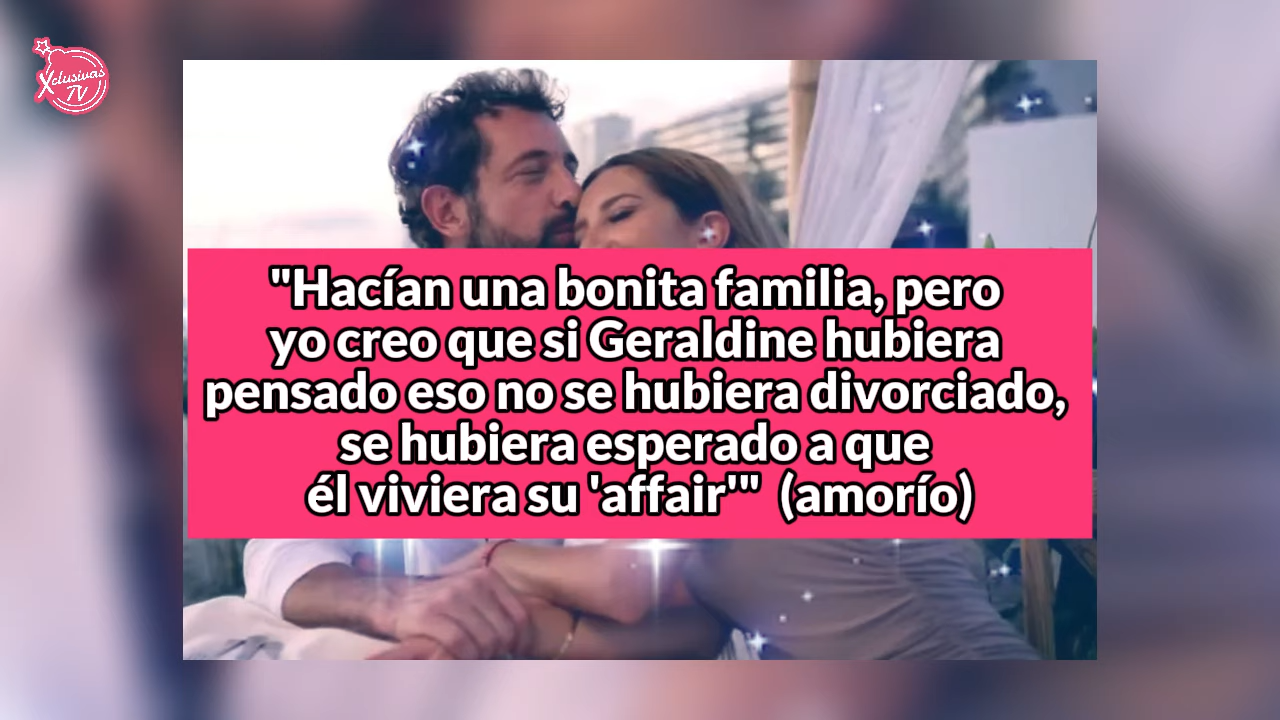 Xclusivas
TV
"Hacían una bonita familia, pero
yo creo que si Geraldine hubiera
pensado eso no se hubiera divorciado,
se hubiera esperado a que
él viviera su 'affair'"  (amorío)